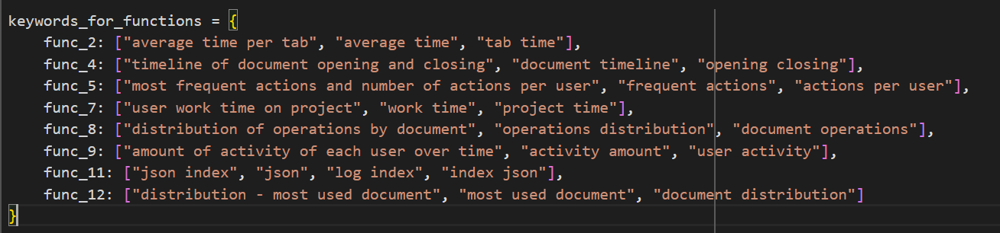 keywords_for_functions = {
    func_2: ["average time per tab", "average time", "tab time"],
    func_4: ["timeline of document opening and closing", "document timeline", "opening closing"],
    func_5: ["most frequent actions and number of actions per user", "frequent actions", "actions per user"],
    func_7: ["user work time on project", "work time", "project time"],
    func_8: ["distribution of operations by document", "operations distribution", "document operations"],
    func_9: ["amount of activity of each user over time", "activity amount", "user activity"],
    func_11: ["json index", "json", "log index", "index json"],
    func_12: ["distribution - most used document", "most used document", "document distribution"]
}